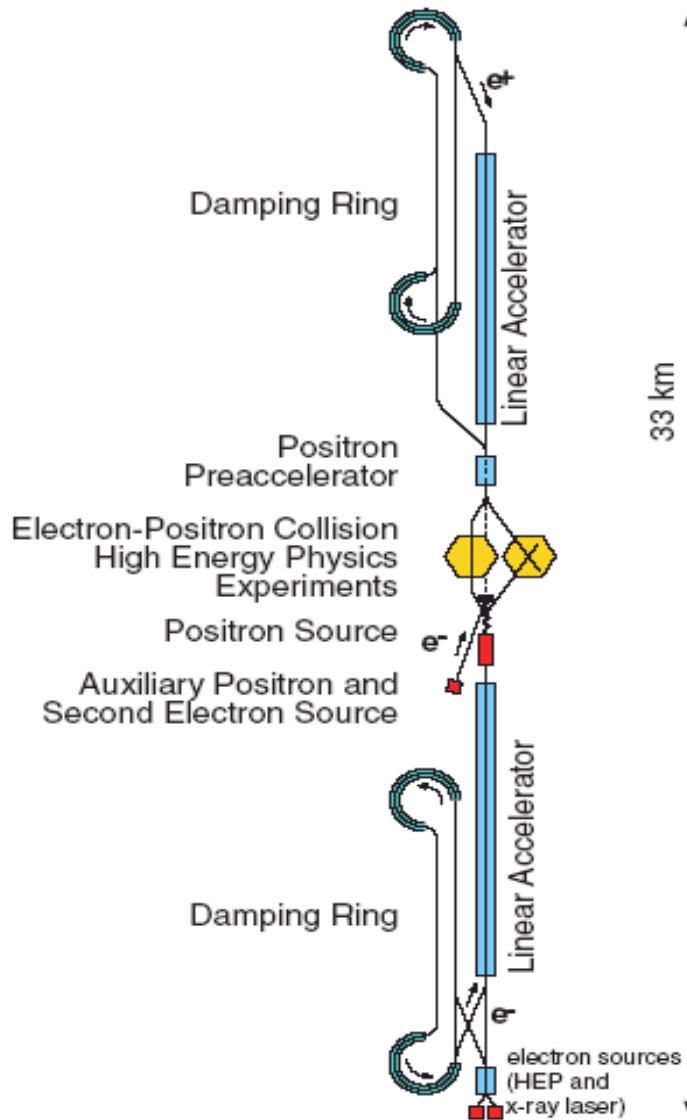 e+
Damping Ring
Linear Accelerator
33 km
Positron
Preaccelerator
Electron-Positron Collision
High Energy Physics
Experiments
Positron Source
e-
Auxiliary Positron and
Second Electron Source
Linear Accelerator
Damping Ring
e-
electron sources
(HEP and
x-ray laser)